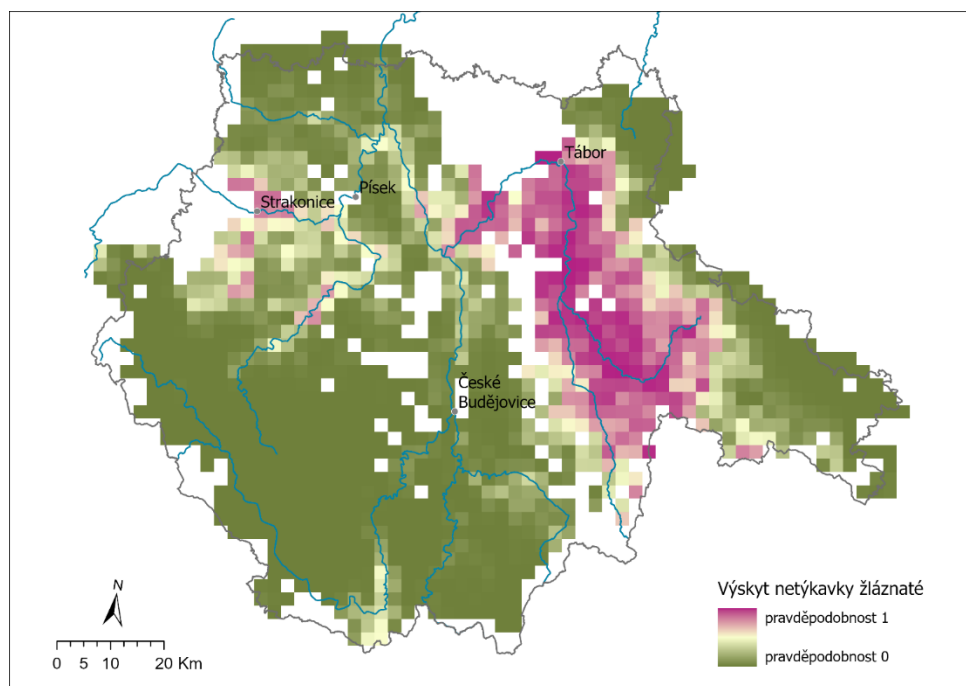 Tábor
Písek
Strakonice
České
Budějovice
N
0 5 10 20 Km
Výskyt netýkavky žláznaté
pravděpodobnost 1
pravděpodobnost 0